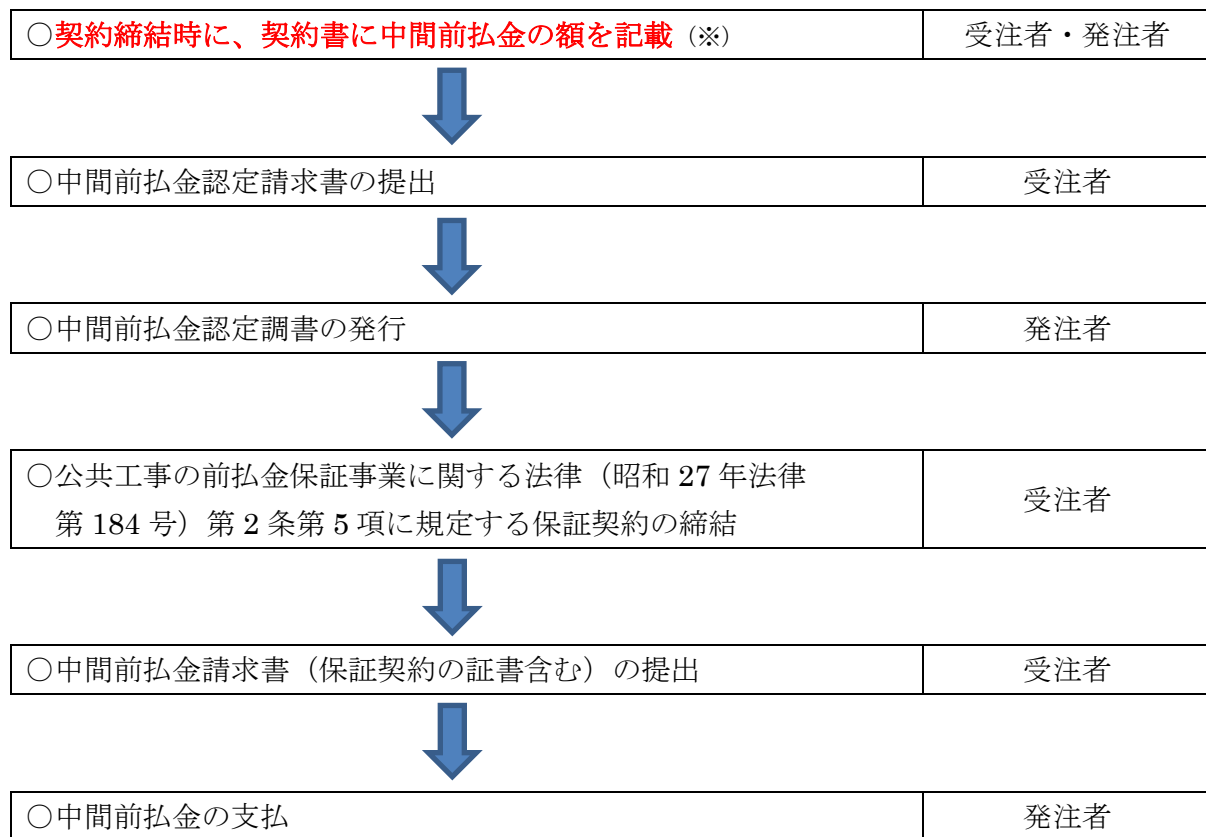 ○契約締結時に、契約書に中間前払金の額を記載（※） 受注者・発注者
○中間前払金認定請求書の提出 受注者
○中間前払金認定調書の発行 発注者
○公共工事の前払金保証事業に関する法律（昭和 27 年法律
第 184 号）第 2 条第 5 項に規定する保証契約の締結 受注者
○中間前払金請求書（保証契約の証書含む）の提出 受注者
○中間前払金の支払 発注者